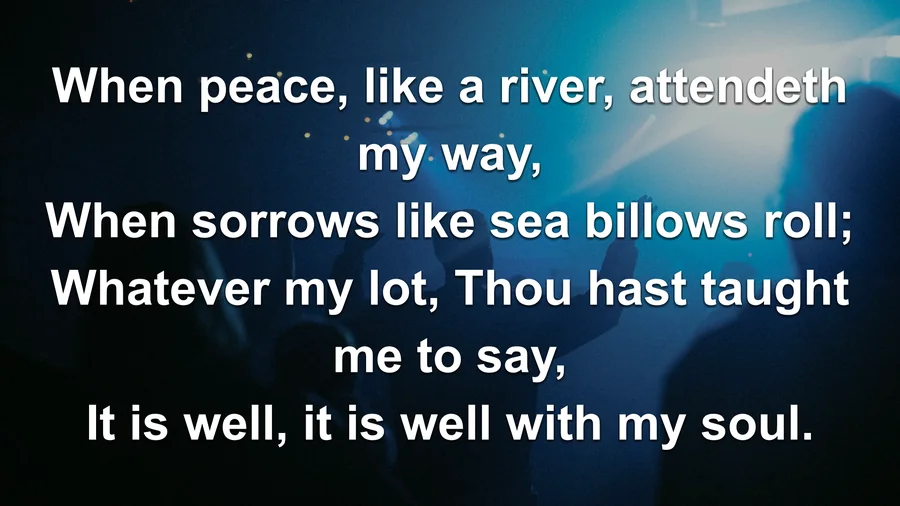 When peace, like a river, attendeth
my way,
When sorrows like sea billows roll;
Whatever my lot, Thou hast taught
me to say,
It is well, it is well with my soul.